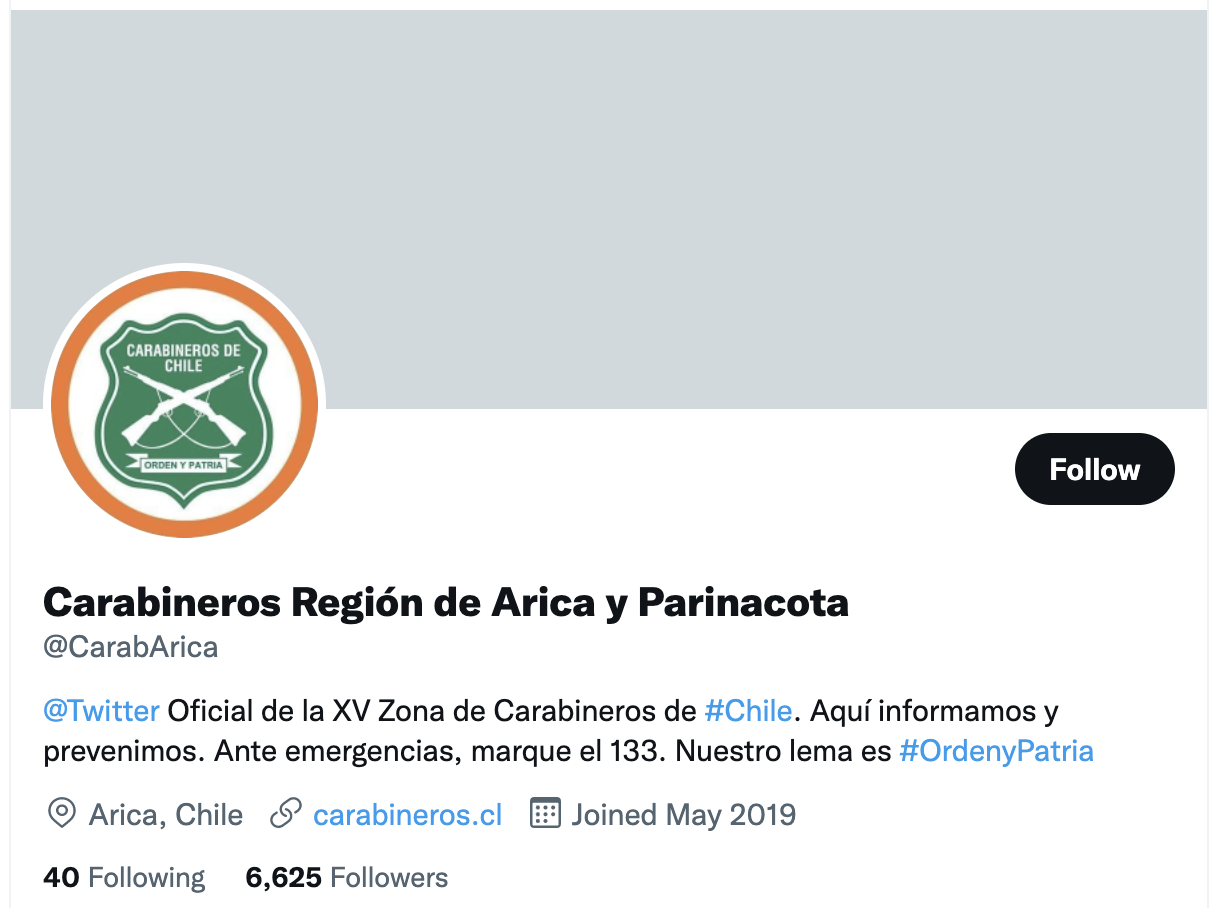 CARABINEROS DE
CHILE
ORDEN Y PATRIA
Follow
Carabineros Región de Arica y Parinacota
@CarabArica
@Twitter Oficial de la XV Zona de Carabineros de #Chile. Aquí informamos y
prevenimos. Ante emergencias, marque el 133. Nuestro lema es #OrdenyPatria
Arica, Chile carabineros.cl Joined May 2019
40 Following 6,625 Followers